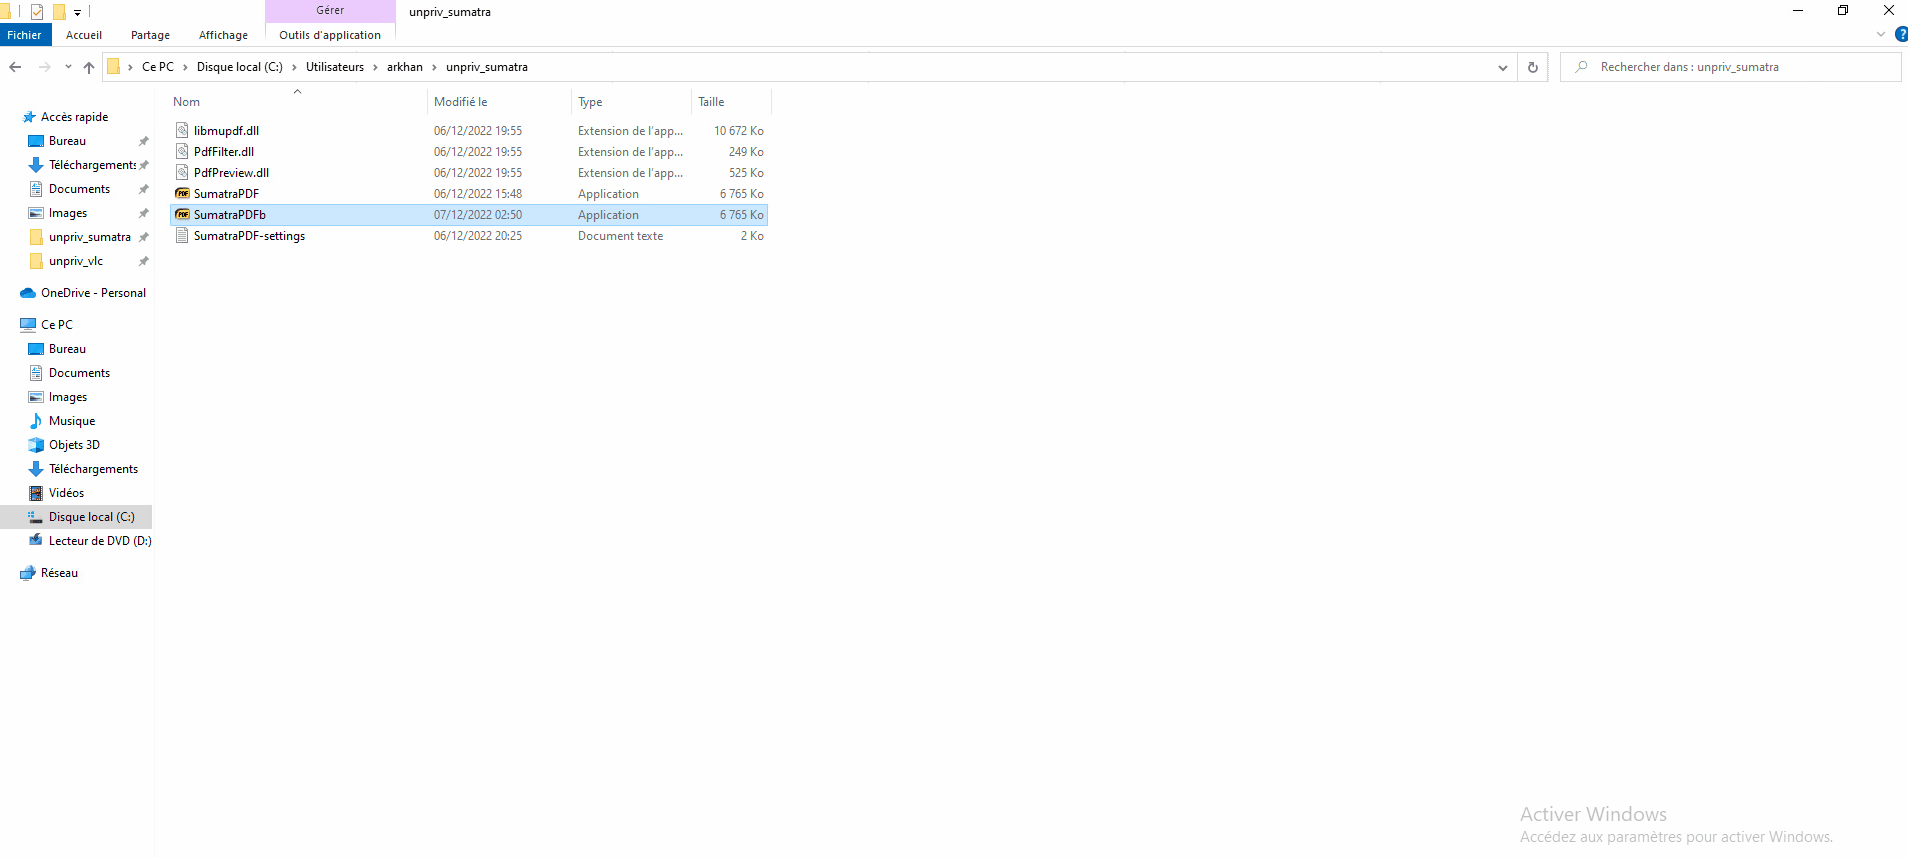 Gérer
unpriv_sumatra
Fichier
Accueil
Partage
Affichage
Outils d'application
Ce PC
Disque local (C:)
Utilisateurs
arkhan
unpriv_sumatra
Rechercher dans : unpriv_sumatra
Nom
Modifié le
Type
Taille
libmupdf.dll 06/12/2022 19:55 Extension de l'app... 10 672 Ko
PdfFilter.dll 06/12/2022 19:55 Extension de l'app... 249 Ko
PdfPreview.dll 06/12/2022 19:55 Extension de l'app... 525 Ko
SumatraPDF 06/12/2022 15:48 Application 6 765 Ko
SumatraPDFb 07/12/2022 02:50 Application 6 765 Ko
SumatraPDF-settings 06/12/2022 20:25 Document texte 2 Ko
Accès rapide
Bureau
Téléchargements
Documents
Images
unpriv_sumatra
unpriv_vlc
OneDrive - Personal
Ce PC
Bureau
Documents
Images
Musique
Objets 3D
Téléchargements
Vidéos
Disque local (C:)
Lecteur de DVD (D:)
Réseau
Activer Windows
Accédez aux paramètres pour activer Windows.